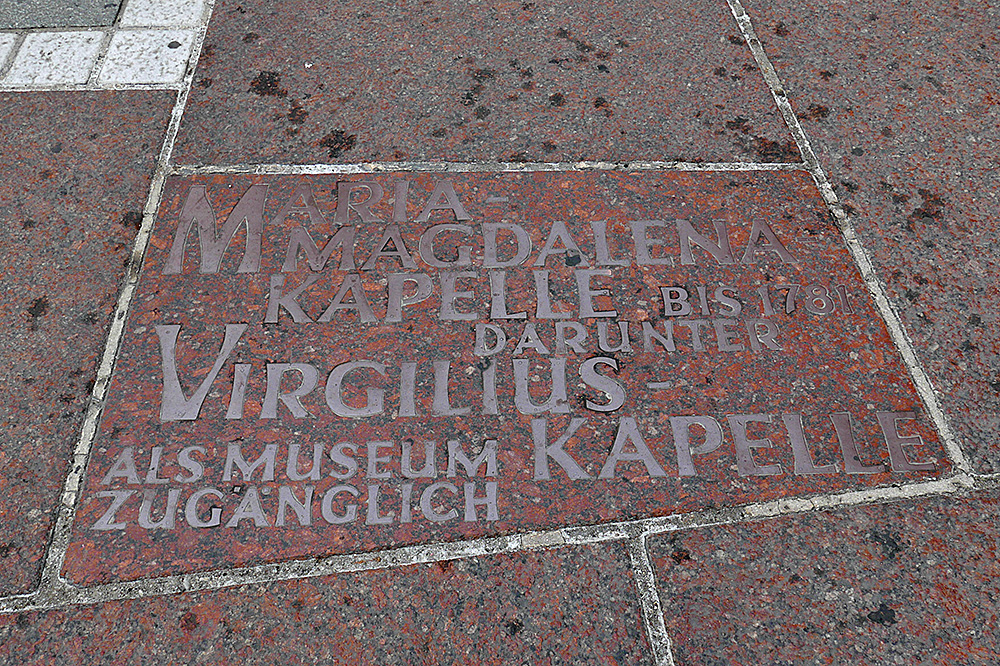 MARIA-
MAGDALENA-
KAPELLE BIS 1781
DARUNTER
VIRGILIUS-
KAPELLE
ALS MUSEUM
ZUGÄNGLICH